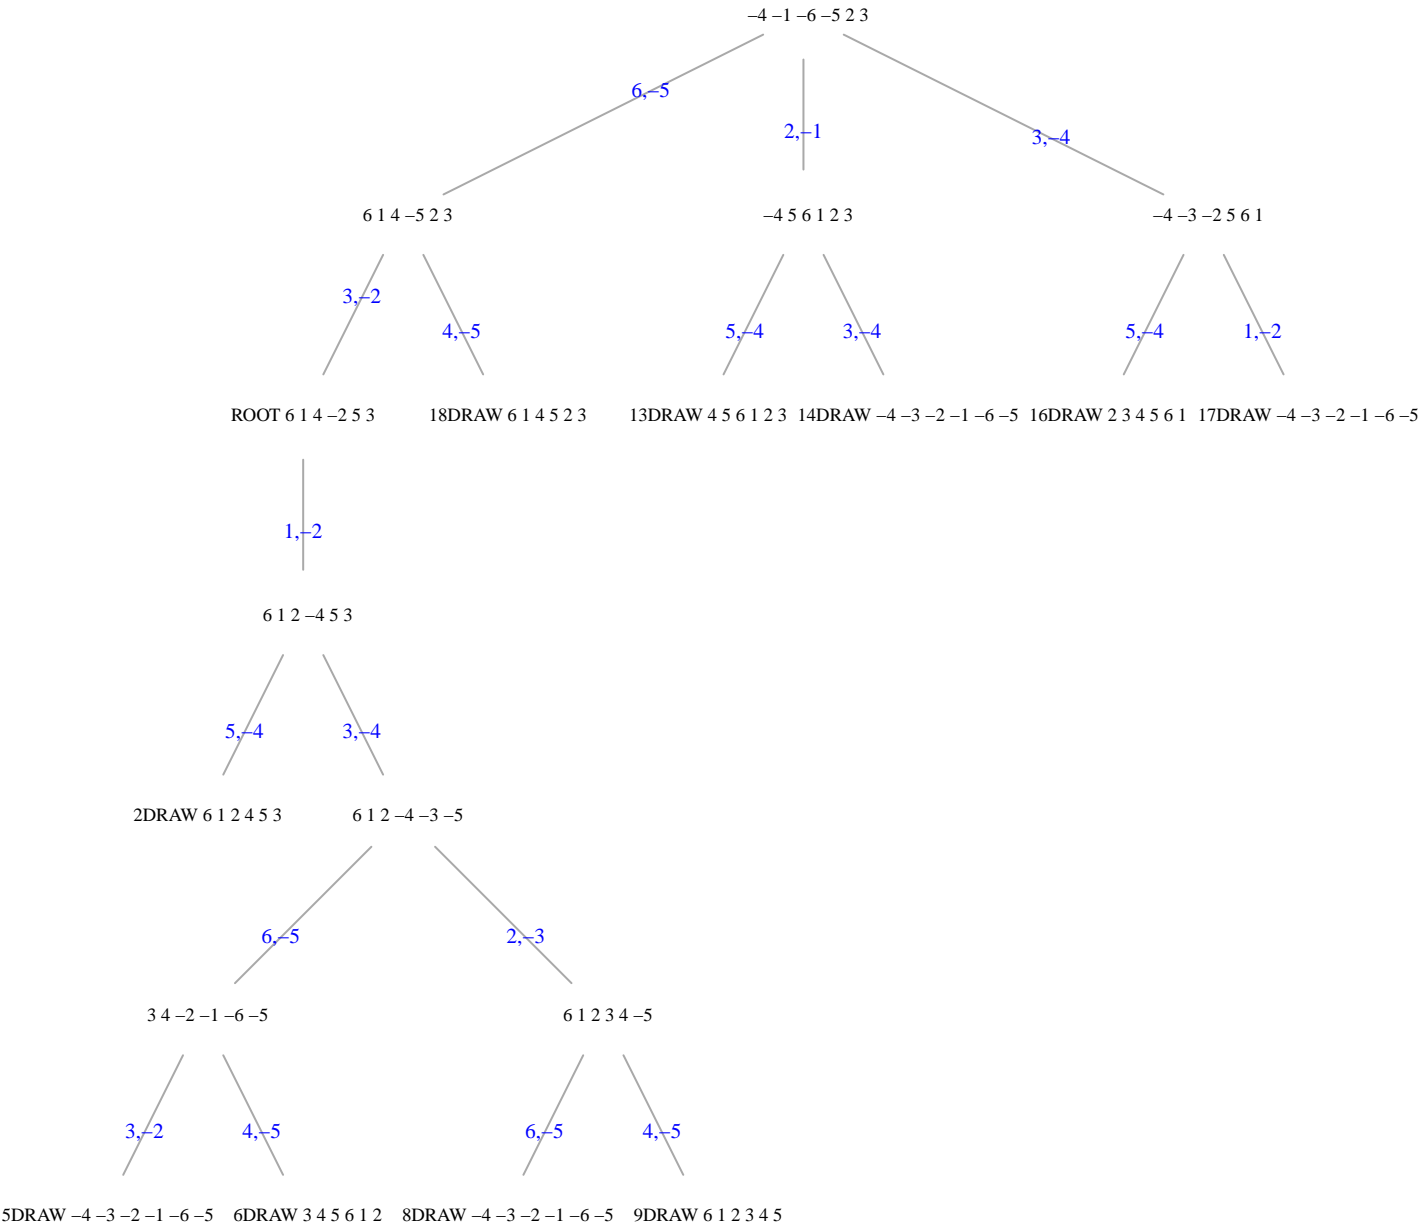 –4 –1 –6 –5 2 3
6,–5
2,–1
3,–4
6 1 4 –5 2 3
–4 5 6 1 2 3
–4 –3 –2 5 6 1
3,–2
4,–5
5,–4
3,–4
5,–4
1,–2
ROOT 6 1 4 –2 5 3
18DRAW 6 1 4 5 2 3
13DRAW 4 5 6 1 2 3
14DRAW –4 –3 –2 –1 –6 –5
16DRAW 2 3 4 5 6 1
17DRAW –4 –3 –2 –1 –6 –5
1,–2
6 1 2 –4 5 3
5,–4
3,–4
2DRAW 6 1 2 4 5 3
6 1 2 –4 –3 –5
6,–5
2,–3
3 4 –2 –1 –6 –5
6 1 2 3 4 –5
3,–2
4,–5
6,–5
4,–5
5DRAW –4 –3 –2 –1 –6 –5
6DRAW 3 4 5 6 1 2
8DRAW –4 –3 –2 –1 –6 –5
9DRAW 6 1 2 3 4 5